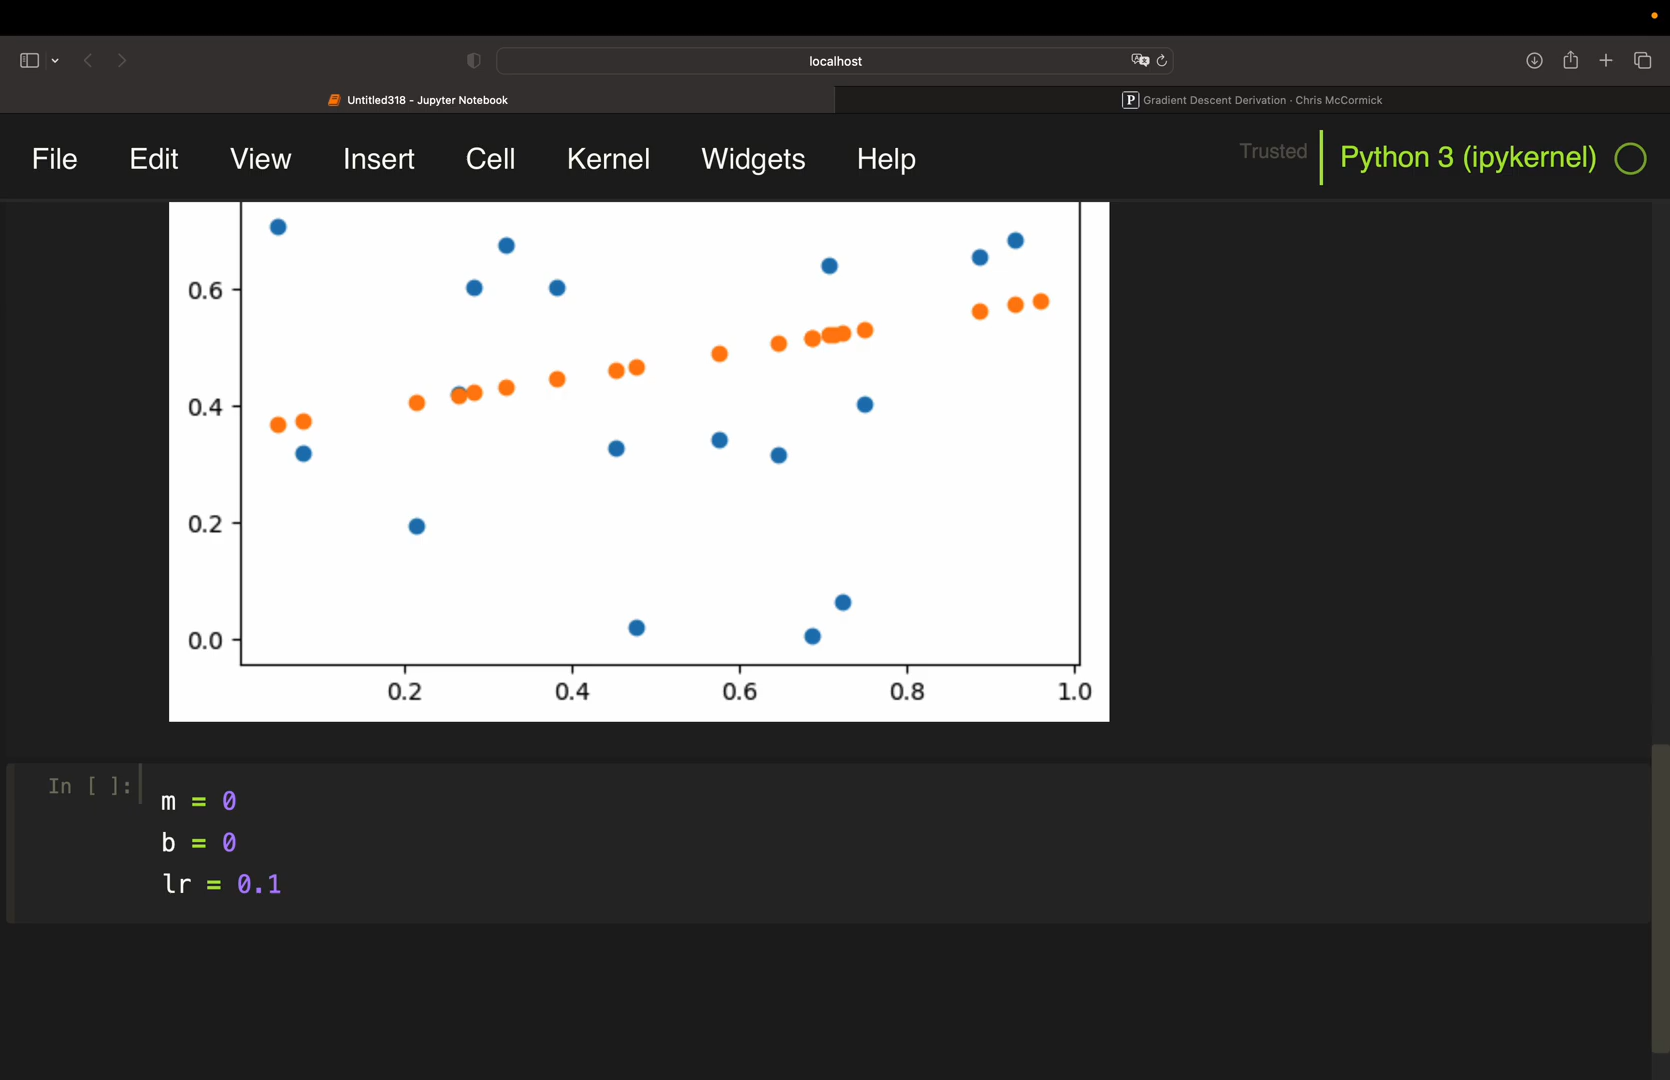 localhost
Untitled318 - Jupyter Notebook
P Gradient Descent Derivation · Chris McCormick
File Edit View Insert Cell Kernel Widgets Help Trusted Python 3 (ipykernel)
0.6
0.4
0.2
0.0
0.2 0.4 0.6 0.8 1.0
In [ ]:
m = 0
b = 0
lr = 0.1